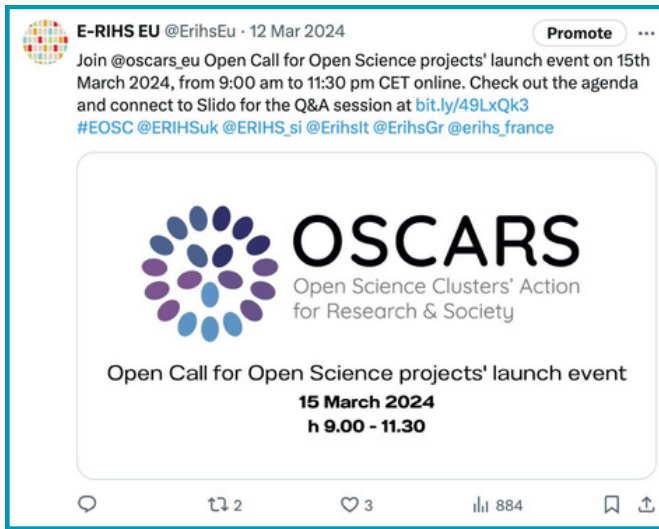 E-RIHS EU @ErihsEu · 12 Mar 2024
Promote ...
Join @oscars_eu Open Call for Open Science projects' launch event on 15th
March 2024, from 9:00 am to 11:30 pm CET online. Check out the agenda
and connect to Slido for the Q&A session at bit.ly/49LxQk3
#EOSC @ERIHSuk @ERIHS_si @ErihsIt @ErihsGr @erihs_france
OSCARS
Open Science Clusters' Action
for Research & Society
Open Call for Open Science projects' launch event
15 March 2024
h 9.00 - 11.30
2 3 884